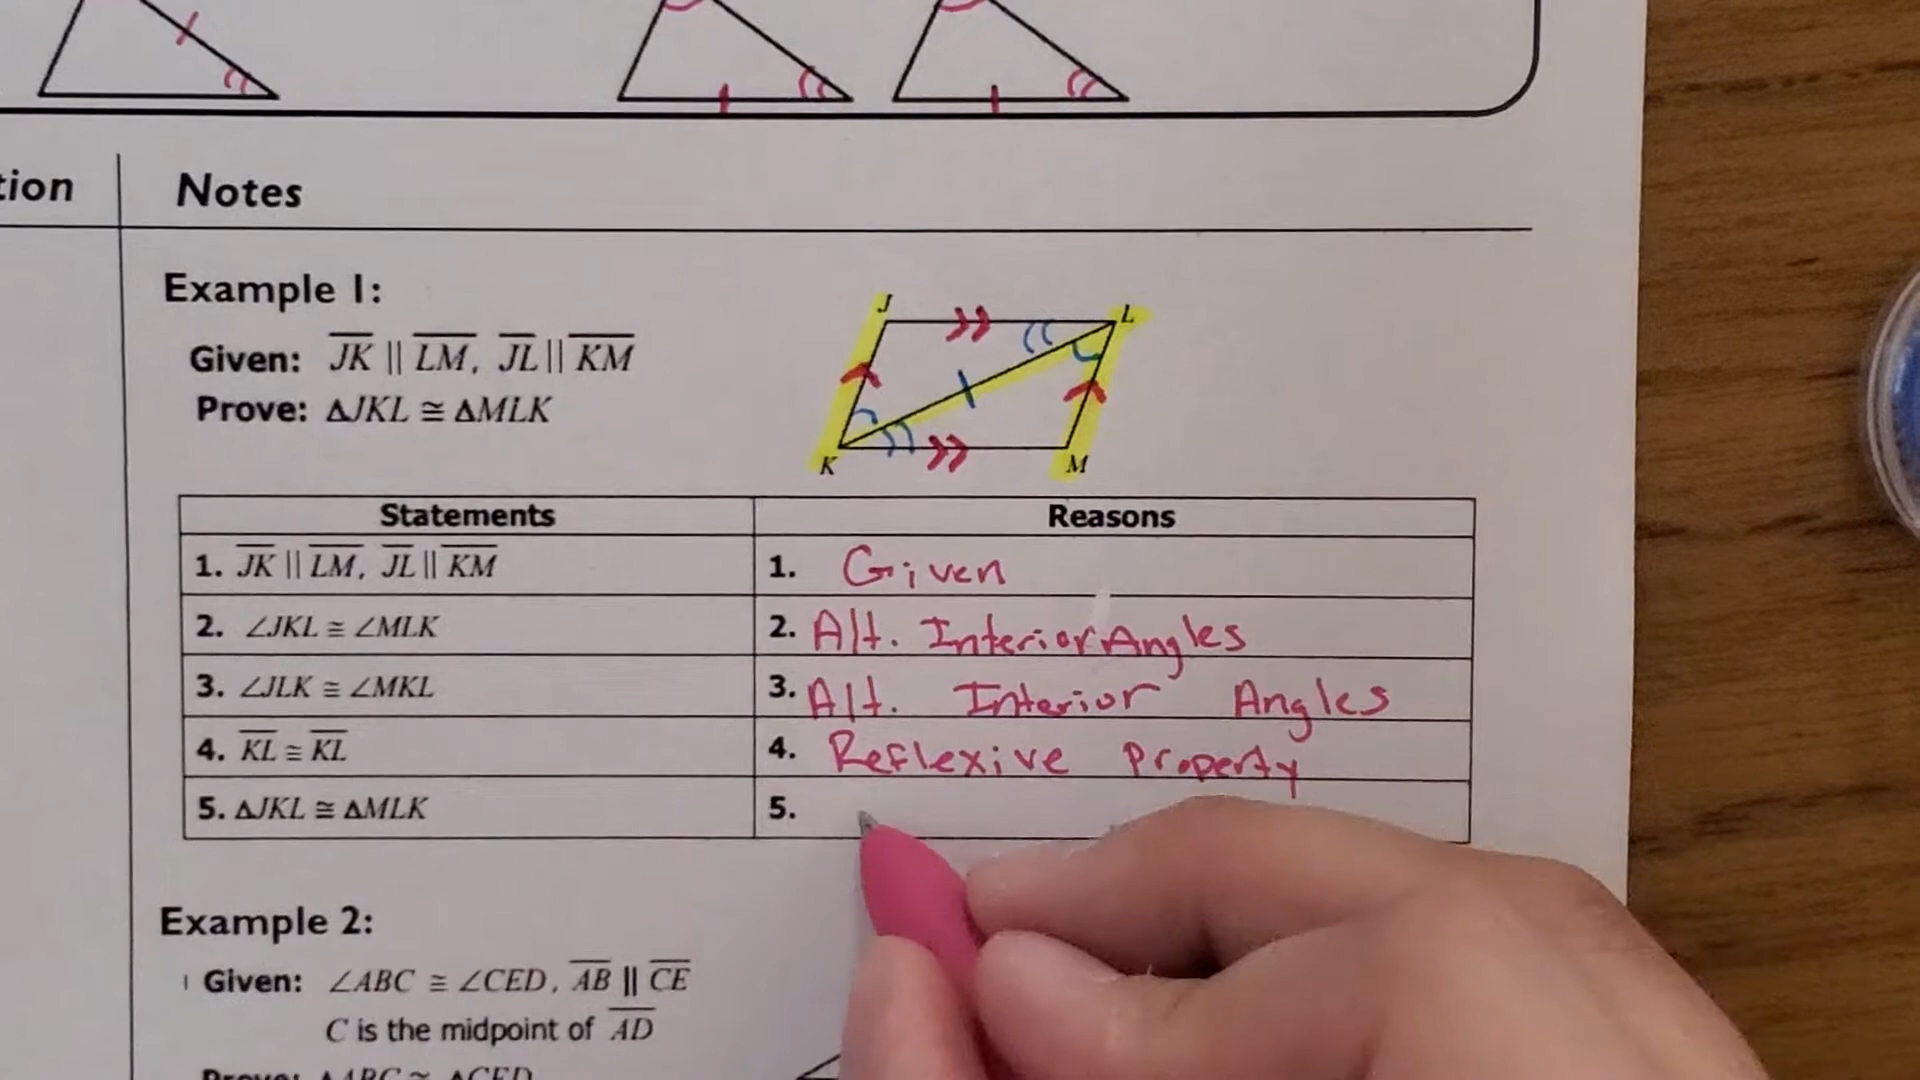 tion
Notes
Example 1:
Given: JK || LM, JL || KM
Prove: ΔJKL ≅ ΔMLK
J
L
K
M
Statements
Reasons
1. JK || LM, JL || KM
1. Given
2. ∠JKL ≅ ∠MLK
2. Alt. Interior Angles
3. ∠JLK ≅ ∠MKL
3. Alt. Interior Angles
4. KL ≅ KL
4. Reflexive Property
5. ΔJKL ≅ ΔMLK
5.
Example 2:
Given: ∠ABC ≅ ∠CED, AB || CE
C is the midpoint of AD
Prove: ΔABC ≅ ΔCED